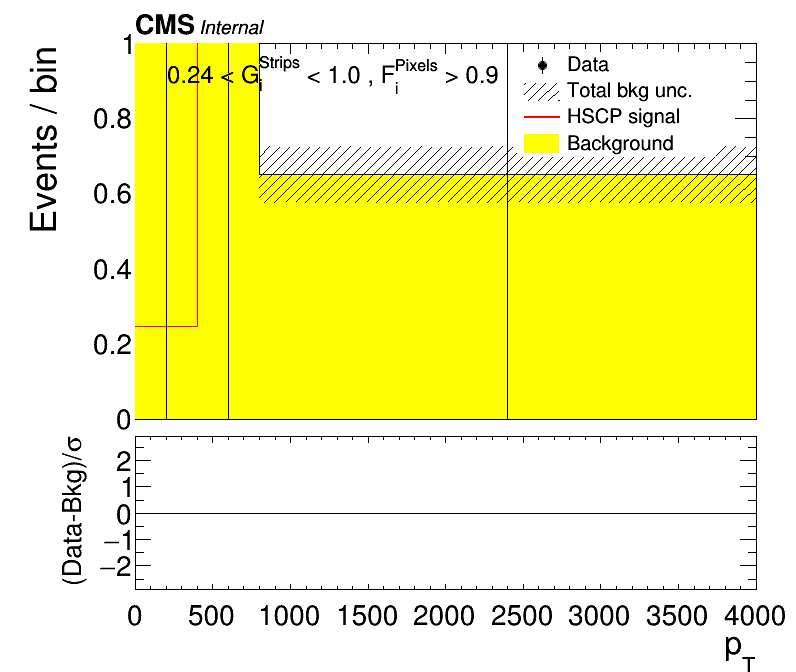 CMS Internal
0.24 < G_i^Strips < 1.0 , F_i^Pixels > 0.9
Data
Total bkg unc.
HSCP signal
Background
Events / bin
1
0.8
0.6
0.4
0.2
0
(Data-Bkg)/σ
2
1
0
−1
−2
0 500 1000 1500 2000 2500 3000 3500 4000
p_T